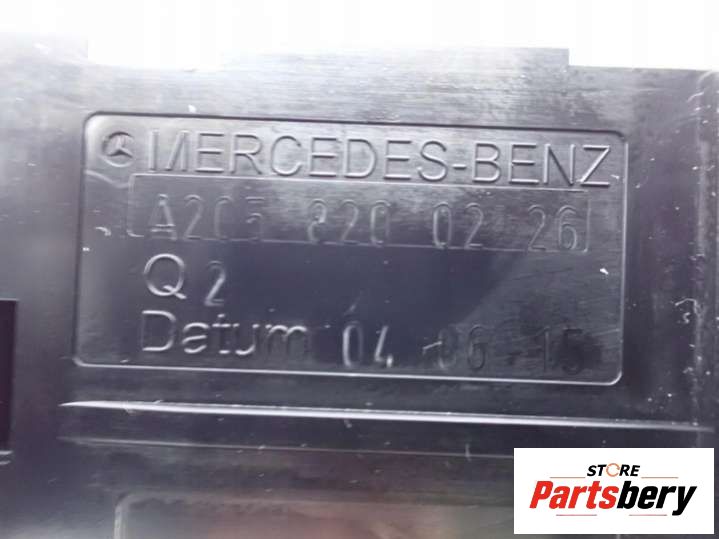 MERCEDES-BENZ
A205 820 02 26
Q 2
Datum 04-06-15
STORE
Partsbery